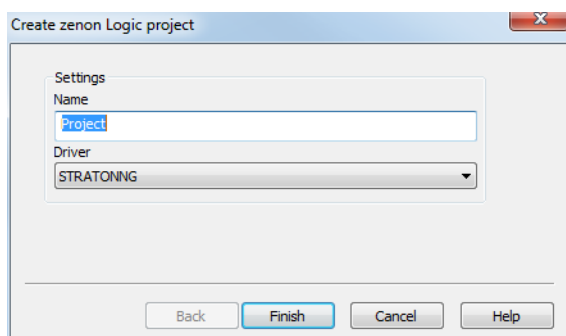 Create zenon Logic project
Settings
Name
Project
Driver
STRATONNG
Back
Finish
Cancel
Help